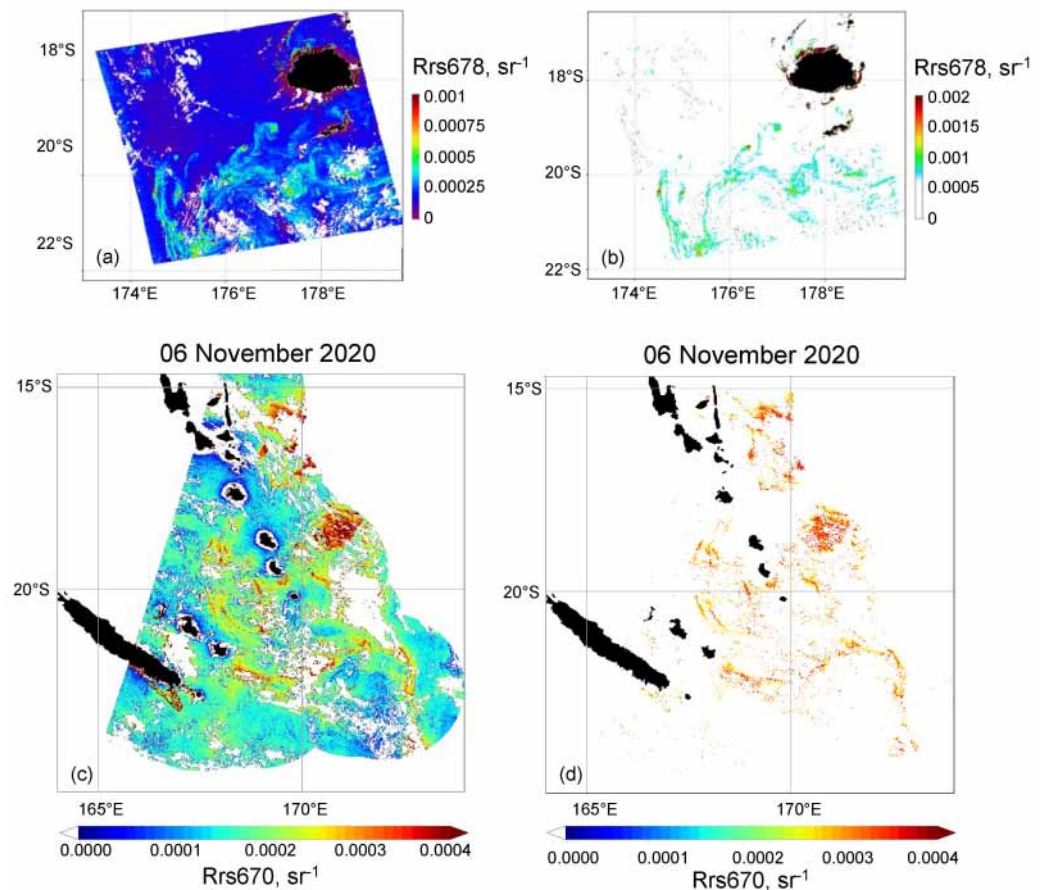 18°S
20°S
22°S
174°E 176°E 178°E
(a)
Rrs678, sr-1
0.001
0.00075
0.0005
0.00025
0
18°S
20°S
22°S
174°E 176°E 178°E
(b)
Rrs678, sr-1
0.002
0.0015
0.001
0.0005
0
06 November 2020
15°S
20°S
(c)
165°E 170°E
0.0000 0.0001 0.0002 0.0003 0.0004
Rrs670, sr-1
06 November 2020
15°S
20°S
(d)
165°E 170°E
0.0000 0.0001 0.0002 0.0003 0.0004
Rrs670, sr-1